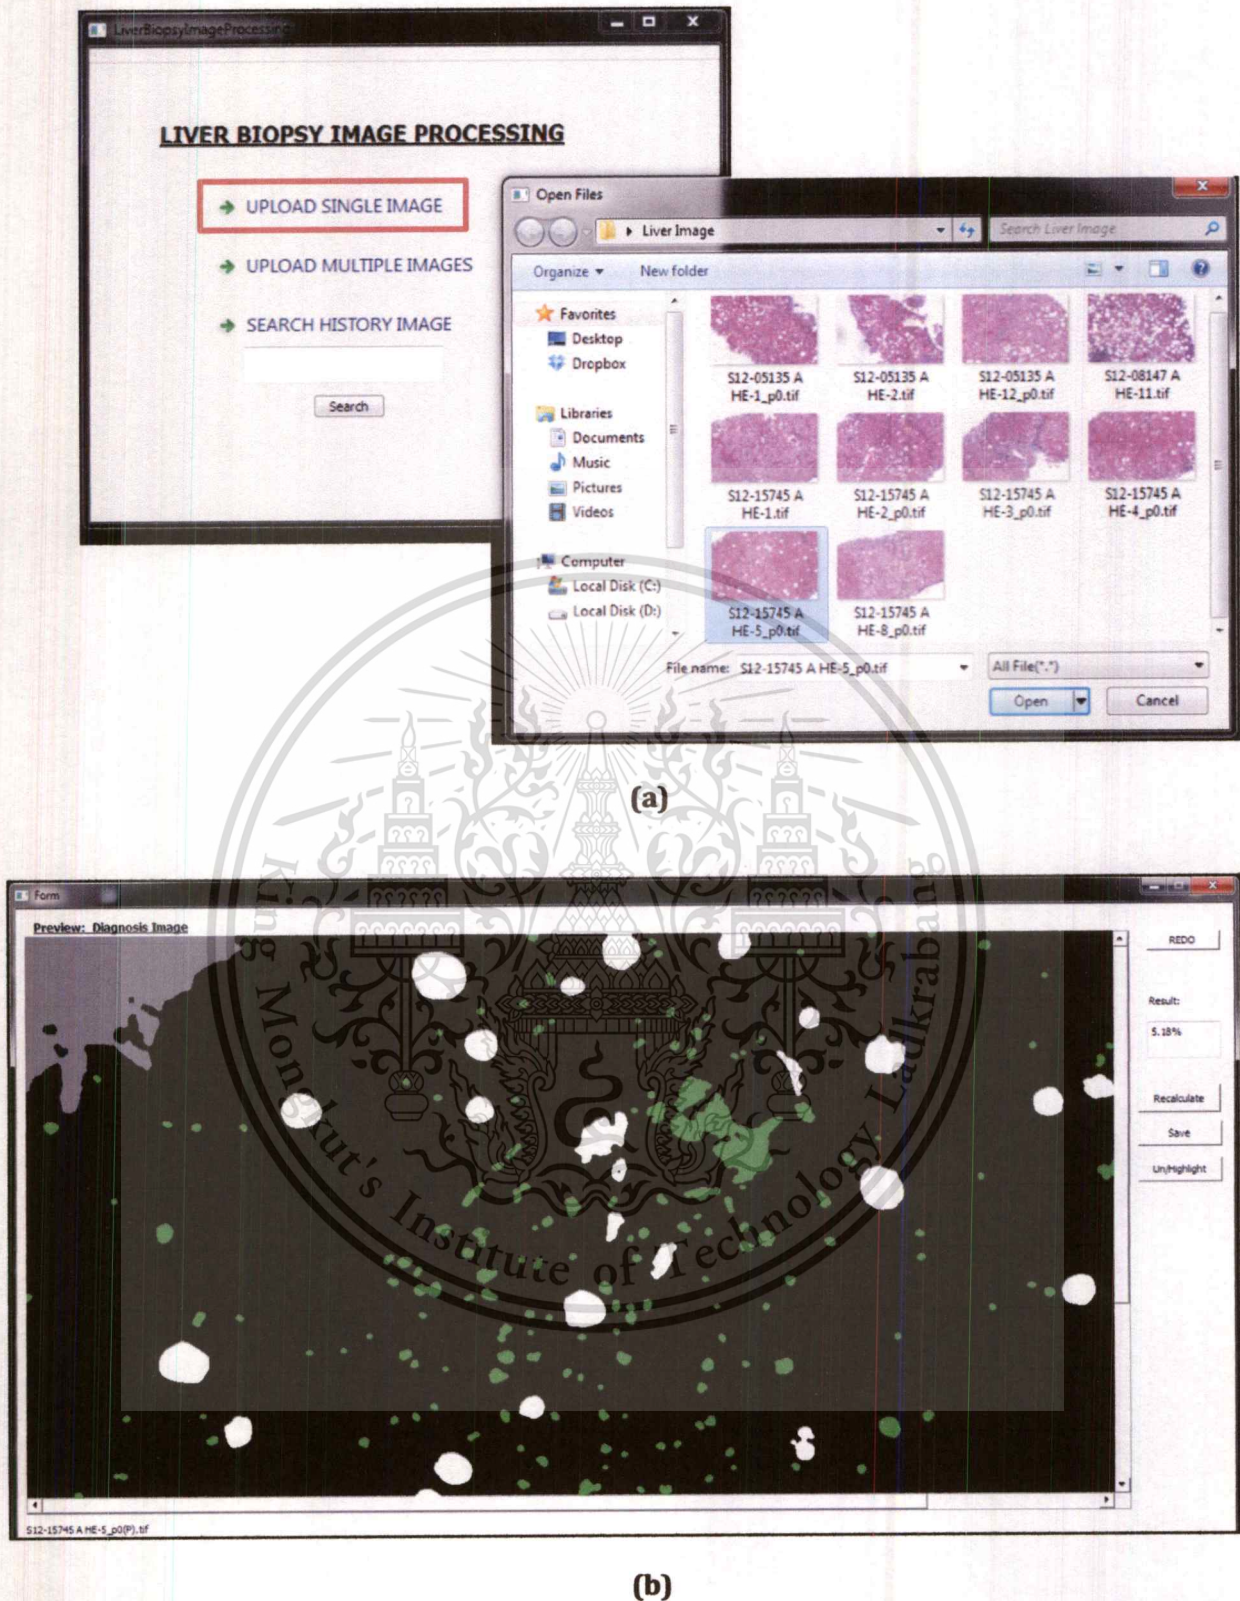 LiverBiopsyImageProcessing
LIVER BIOPSY IMAGE PROCESSING
UPLOAD SINGLE IMAGE
UPLOAD MULTIPLE IMAGES
SEARCH HISTORY IMAGE
Search
Open Files
Liver Image
Search Liver Image
Organize
New folder
Favorites
Desktop
Dropbox
Libraries
Documents
Music
Pictures
Videos
Computer
Local Disk (C:)
Local Disk (D:)
S12-05135 A
HE-1_p0.tif
S12-05135 A
HE-2.tif
S12-05135 A
HE-12_p0.tif
S12-08147 A
HE-11.tif
S12-15745 A
HE-1.tif
S12-15745 A
HE-2_p0.tif
S12-15745 A
HE-3_p0.tif
S12-15745 A
HE-4_p0.tif
S12-15745 A
HE-5_p0.tif
S12-15745 A
HE-8_p0.tif
File name: S12-15745 A HE-5_p0.tif
All File(*.*)
Open
Cancel
(a)
Form
Preview: Diagnosis Image
REDO
Result:
5.18%
Recalculate
Save
Un/Highlight
S12-15745 A HE-5_p0(P).tif
King Mongkut's Institute of Technology Ladkrabang
(b)